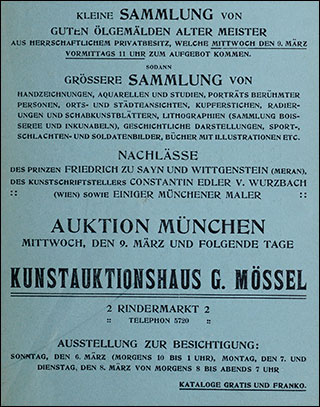 KLEINE SAMMLUNG VON
GUTEN ÖLGEMÄLDEN ALTER MEISTER
AUS HERRSCHAFTLICHEM PRIVATBESITZ, WELCHE MITTWOCH DEN 9. MÄRZ
VORMITTAGS 11 UHR ZUM AUFGEBOT KOMMEN.
SODANN
GRÖSSERE SAMMLUNG VON
HANDZEICHNUNGEN, AQUARELLEN UND STUDIEN, PORTRÄTS BERÜHMTER
PERSONEN, ORTS- UND STÄDTEANSICHTEN, KUPFERSTICHEN, RADIER-
UNGEN UND SCHABKUNSTBLÄTTERN, LITHOGRAPHIEN (SAMMLUNG BOIS-
SEREE UND INKUNABELN), GESCHICHTLICHE DARSTELLUNGEN, SPORT-,
SCHLACHTEN- UND SOLDATENBILDER, BÜCHER MIT ILLUSTRATIONEN ETC.
NACHLÄSSE
DES PRINZEN FRIEDRICH ZU SAYN UND WITTGENSTEIN (MERAN),
DES KUNSTSCHRIFTSTELLERS CONSTANTIN EDLER V. WURZBACH
:: (WIEN) SOWIE EINIGER MÜNCHENER MALER ::
AUKTION MÜNCHEN
MITTWOCH, DEN 9. MÄRZ UND FOLGENDE TAGE
KUNSTAUKTIONSHAUS G. MÖSSEL
2 RINDERMARKT 2
:: TELEPHON 5720 ::
AUSSTELLUNG ZUR BESICHTIGUNG:
SONNTAG, DEN 6. MÄRZ (MORGENS 10 BIS 1 UHR), MONTAG, DEN 7. UND
DIENSTAG, DEN 8. MÄRZ VON MORGENS 8 BIS ABENDS 7 UHR
KATALOGE GRATIS UND FRANKO.